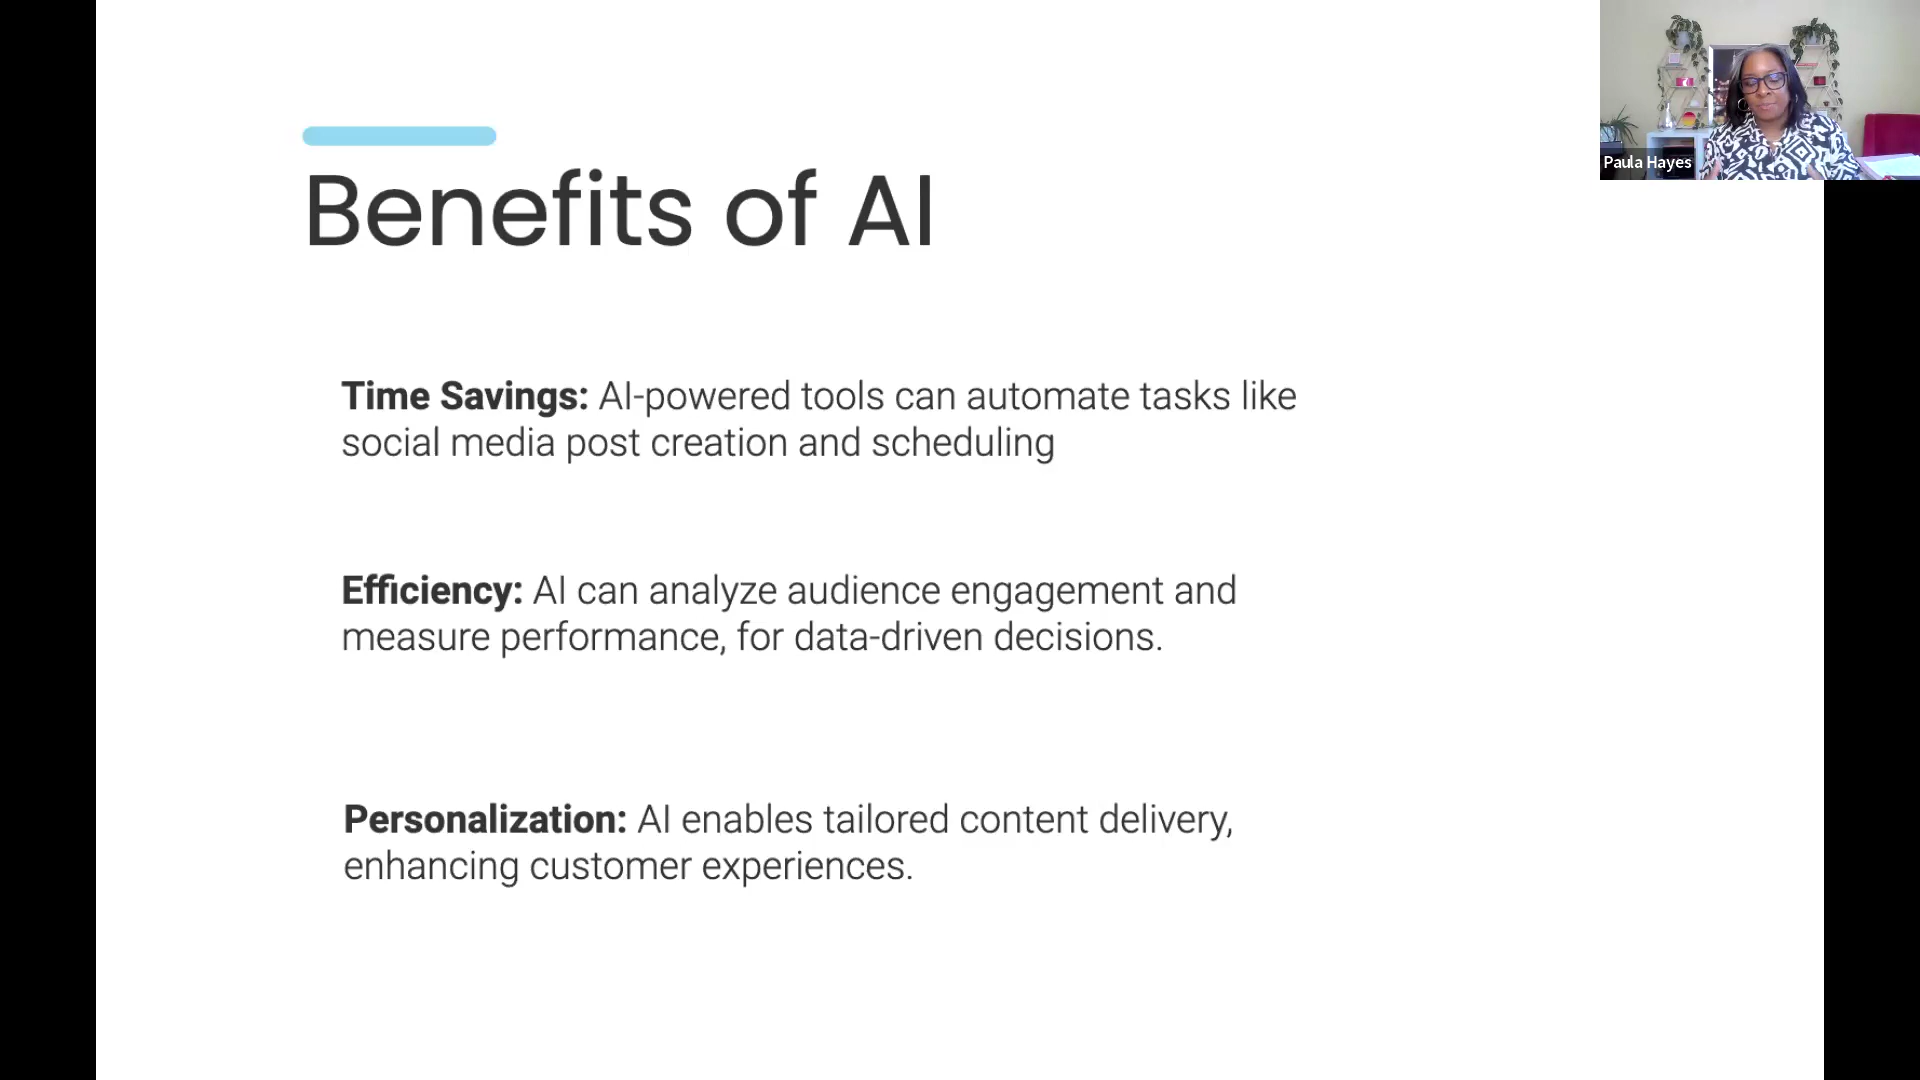 Benefits of AI
Paula Hayes
Time Savings: AI-powered tools can automate tasks like
social media post creation and scheduling
Efficiency: AI can analyze audience engagement and
measure performance, for data-driven decisions.
Personalization: AI enables tailored content delivery,
enhancing customer experiences.